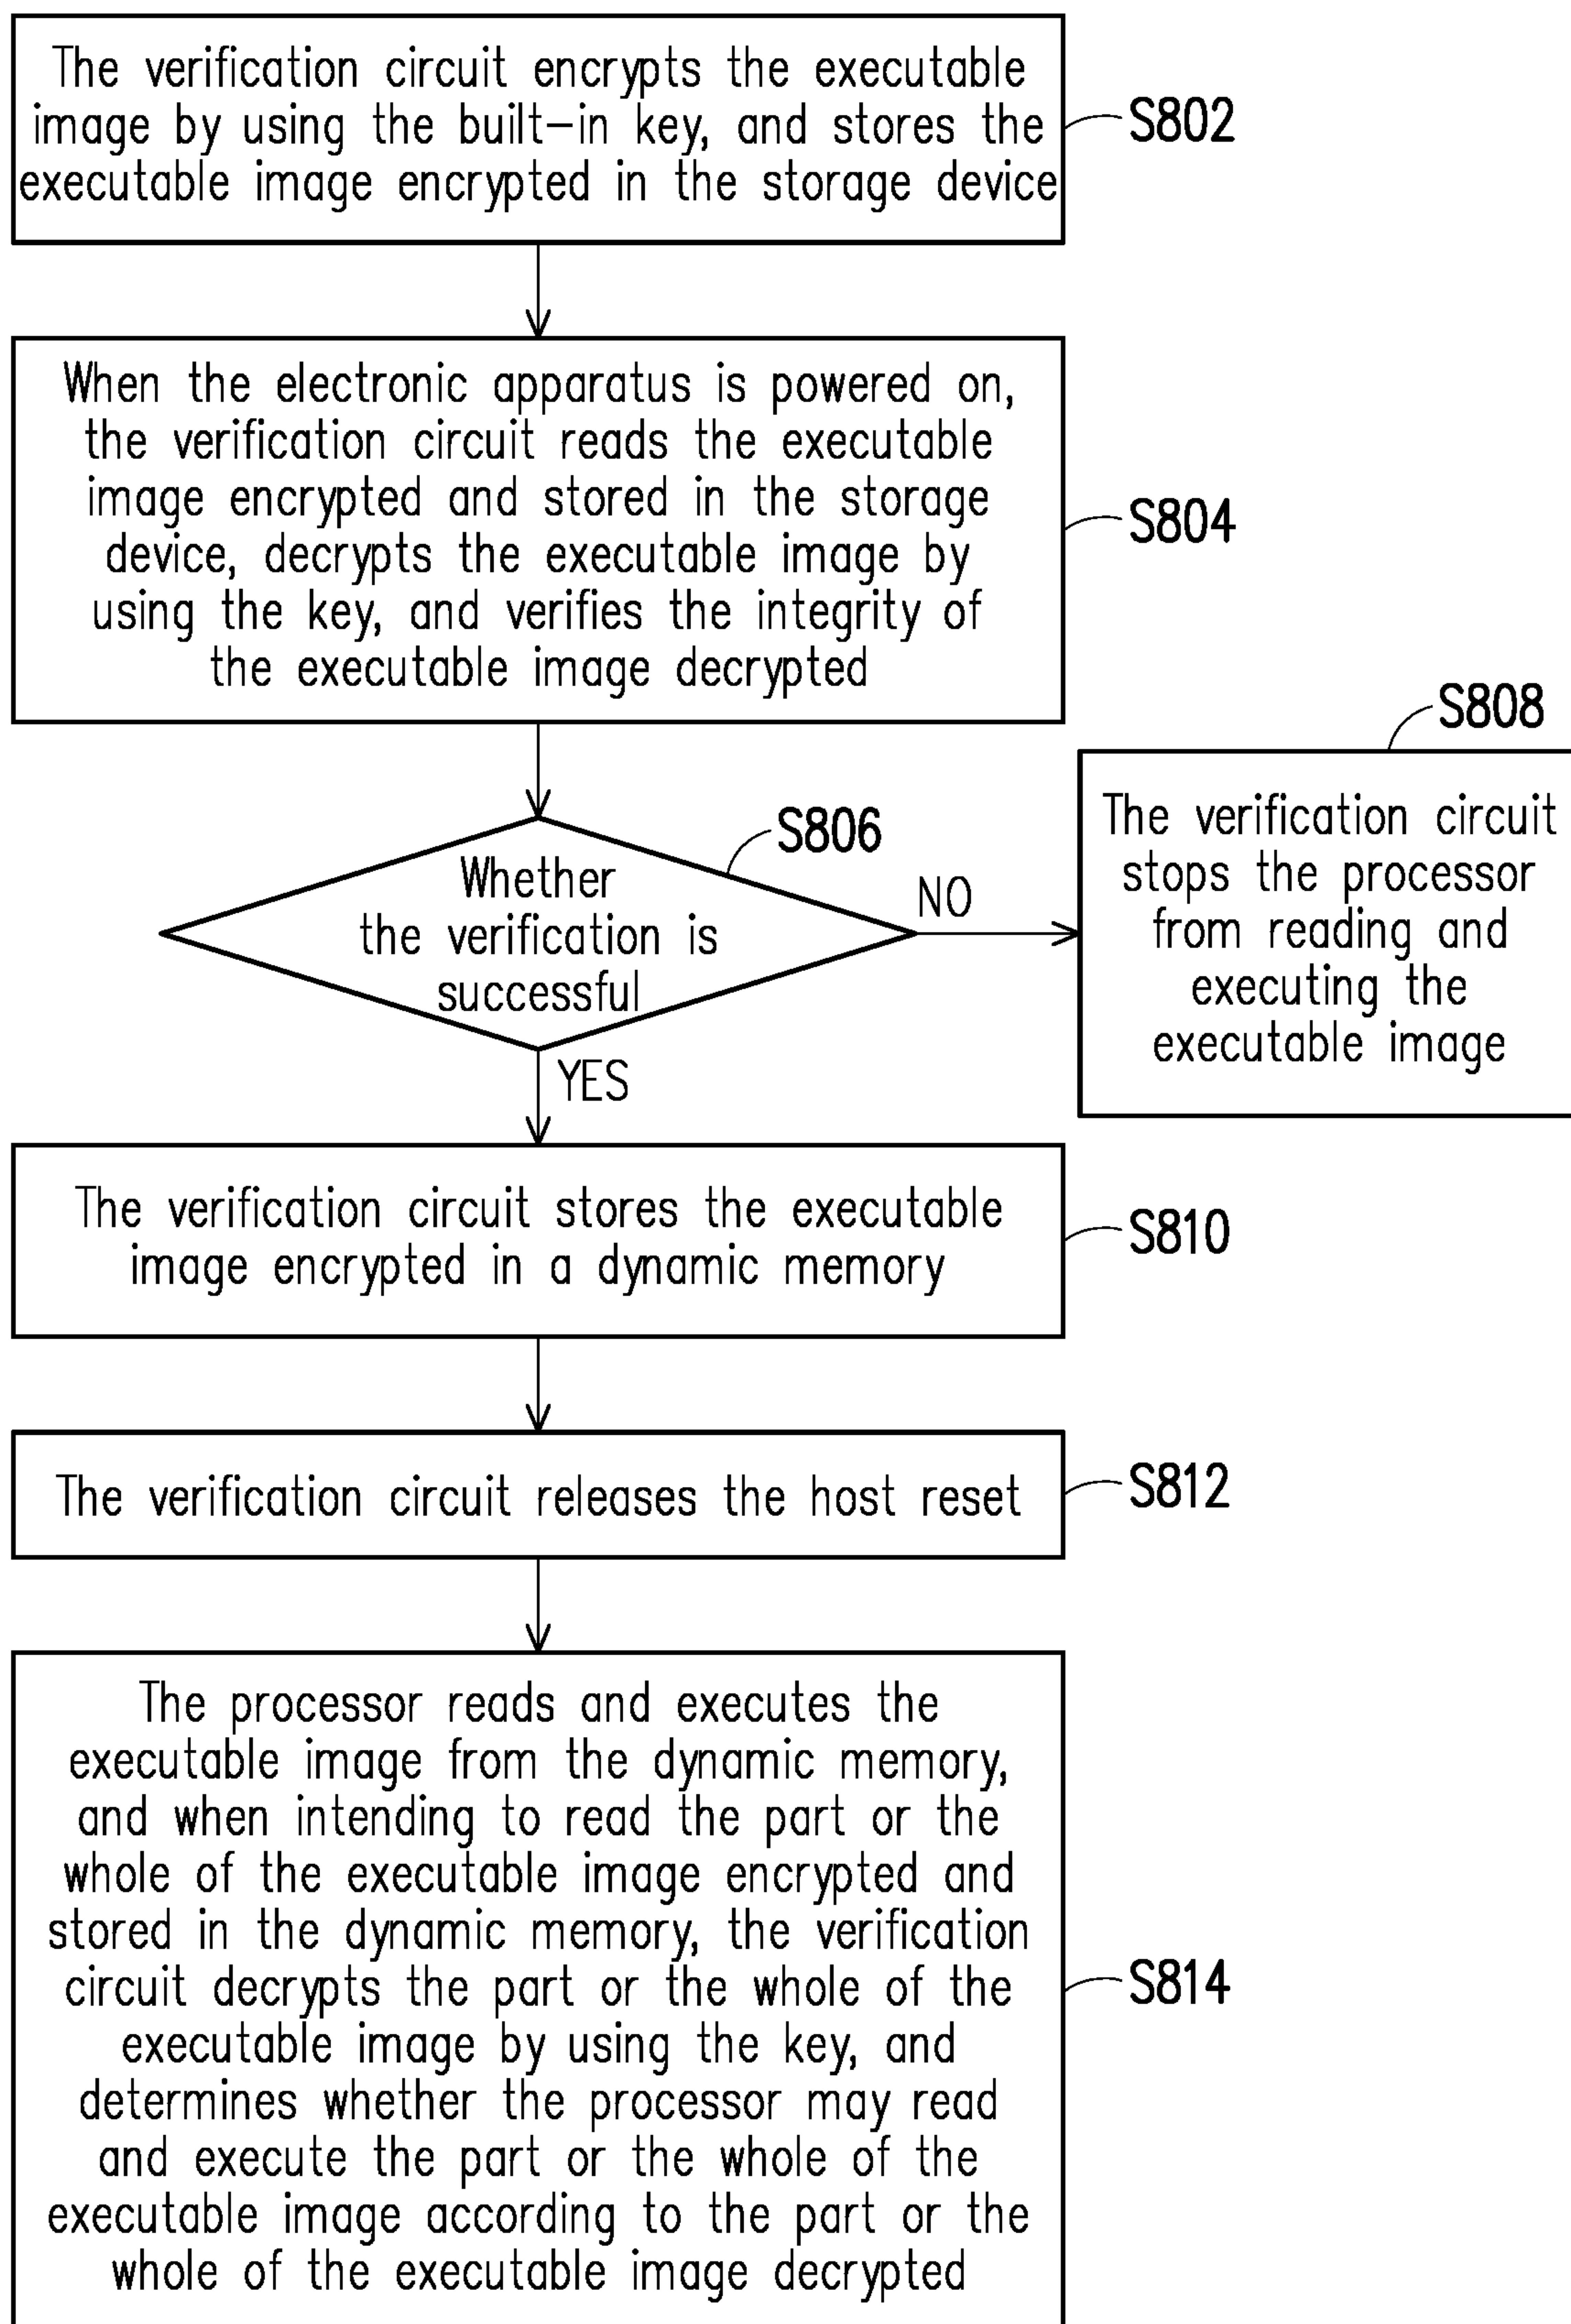 The verification circuit encrypts the executable
image by using the built-in key, and stores the
executable image encrypted in the storage device
S802
When the electronic apparatus is powered on,
the verification circuit reads the executable
image encrypted and stored in the storage
device, decrypts the executable image by
using the key, and verifies the integrity of
the executable image decrypted
S804
Whether
the verification is
successful
S806
NO
S808
The verification circuit
stops the processor
from reading and
executing the
executable image
YES
The verification circuit stores the executable
image encrypted in a dynamic memory
S810
The verification circuit releases the host reset
S812
The processor reads and executes the
executable image from the dynamic memory,
and when intending to read the part or the
whole of the executable image encrypted and
stored in the dynamic memory, the verification
circuit decrypts the part or the whole of the
executable image by using the key, and
determines whether the processor may read
and execute the part or the whole of the
executable image according to the part or the
whole of the executable image decrypted
S814